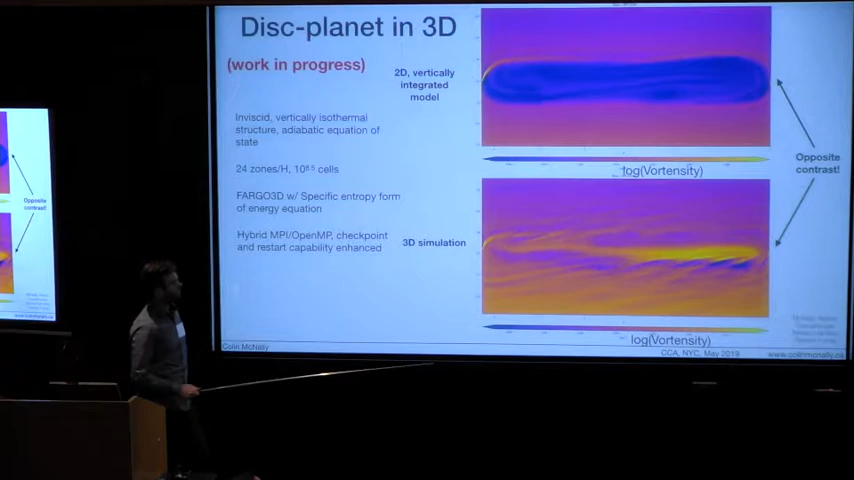 Disc-planet in 3D
(work in progress)
2D, vertically
integrated
model
Inviscid, vertically isothermal
structure, adiabatic equation of
state
24 zones/H, 10^8.5 cells
FARGO3D w/ Specific entropy form
of energy equation
Hybrid MPI/OpenMP, checkpoint
and restart capability enhanced
3D simulation
log(Vortensity)
Opposite
contrast!
log(Vortensity)
Colin McNally
CCA, NYC, May 2019
www.colinmcnally.ca
Opposite
contrast!